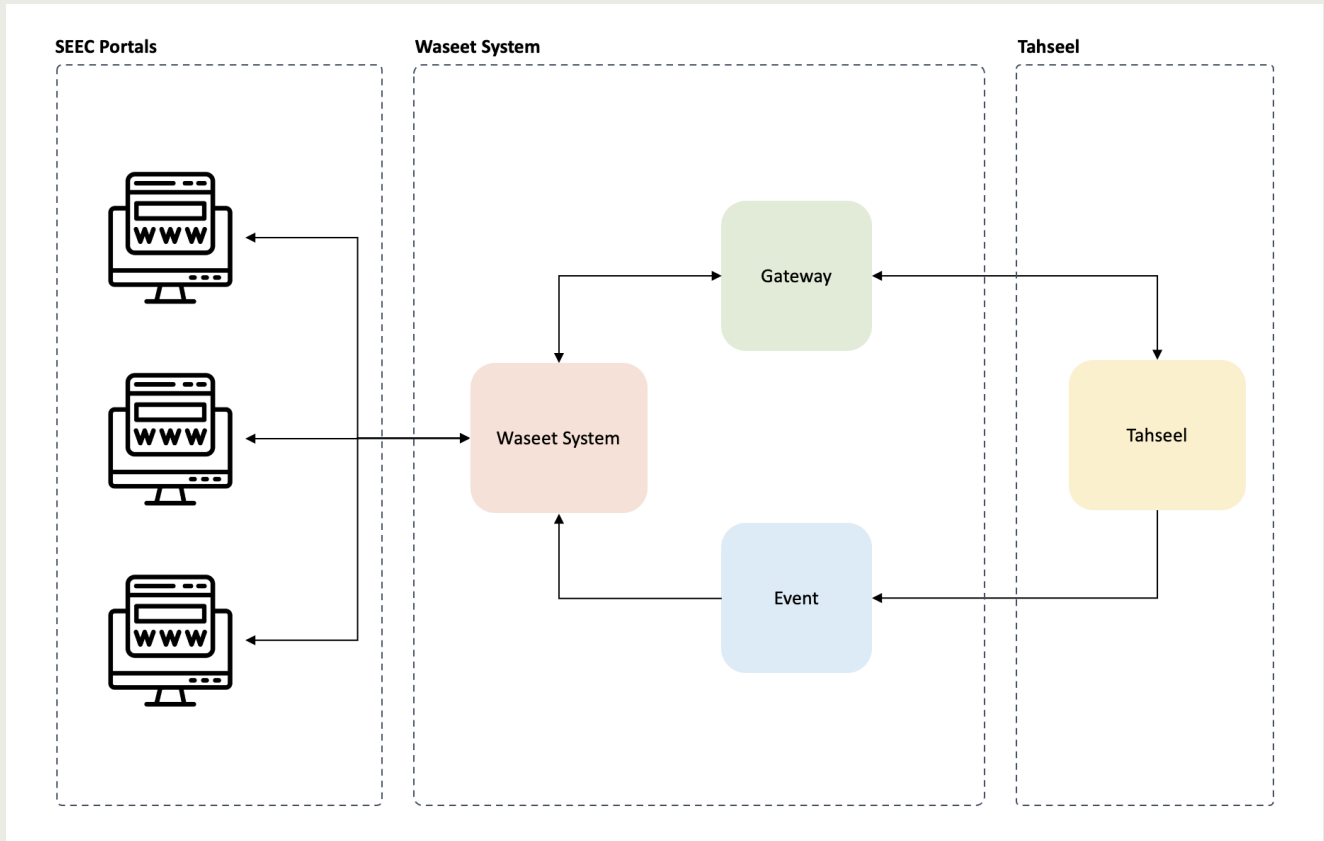 SEEC Portals
Waseet System
Tahseel
WWW
Gateway
WWW
Waseet System
Tahseel
WWW
Event